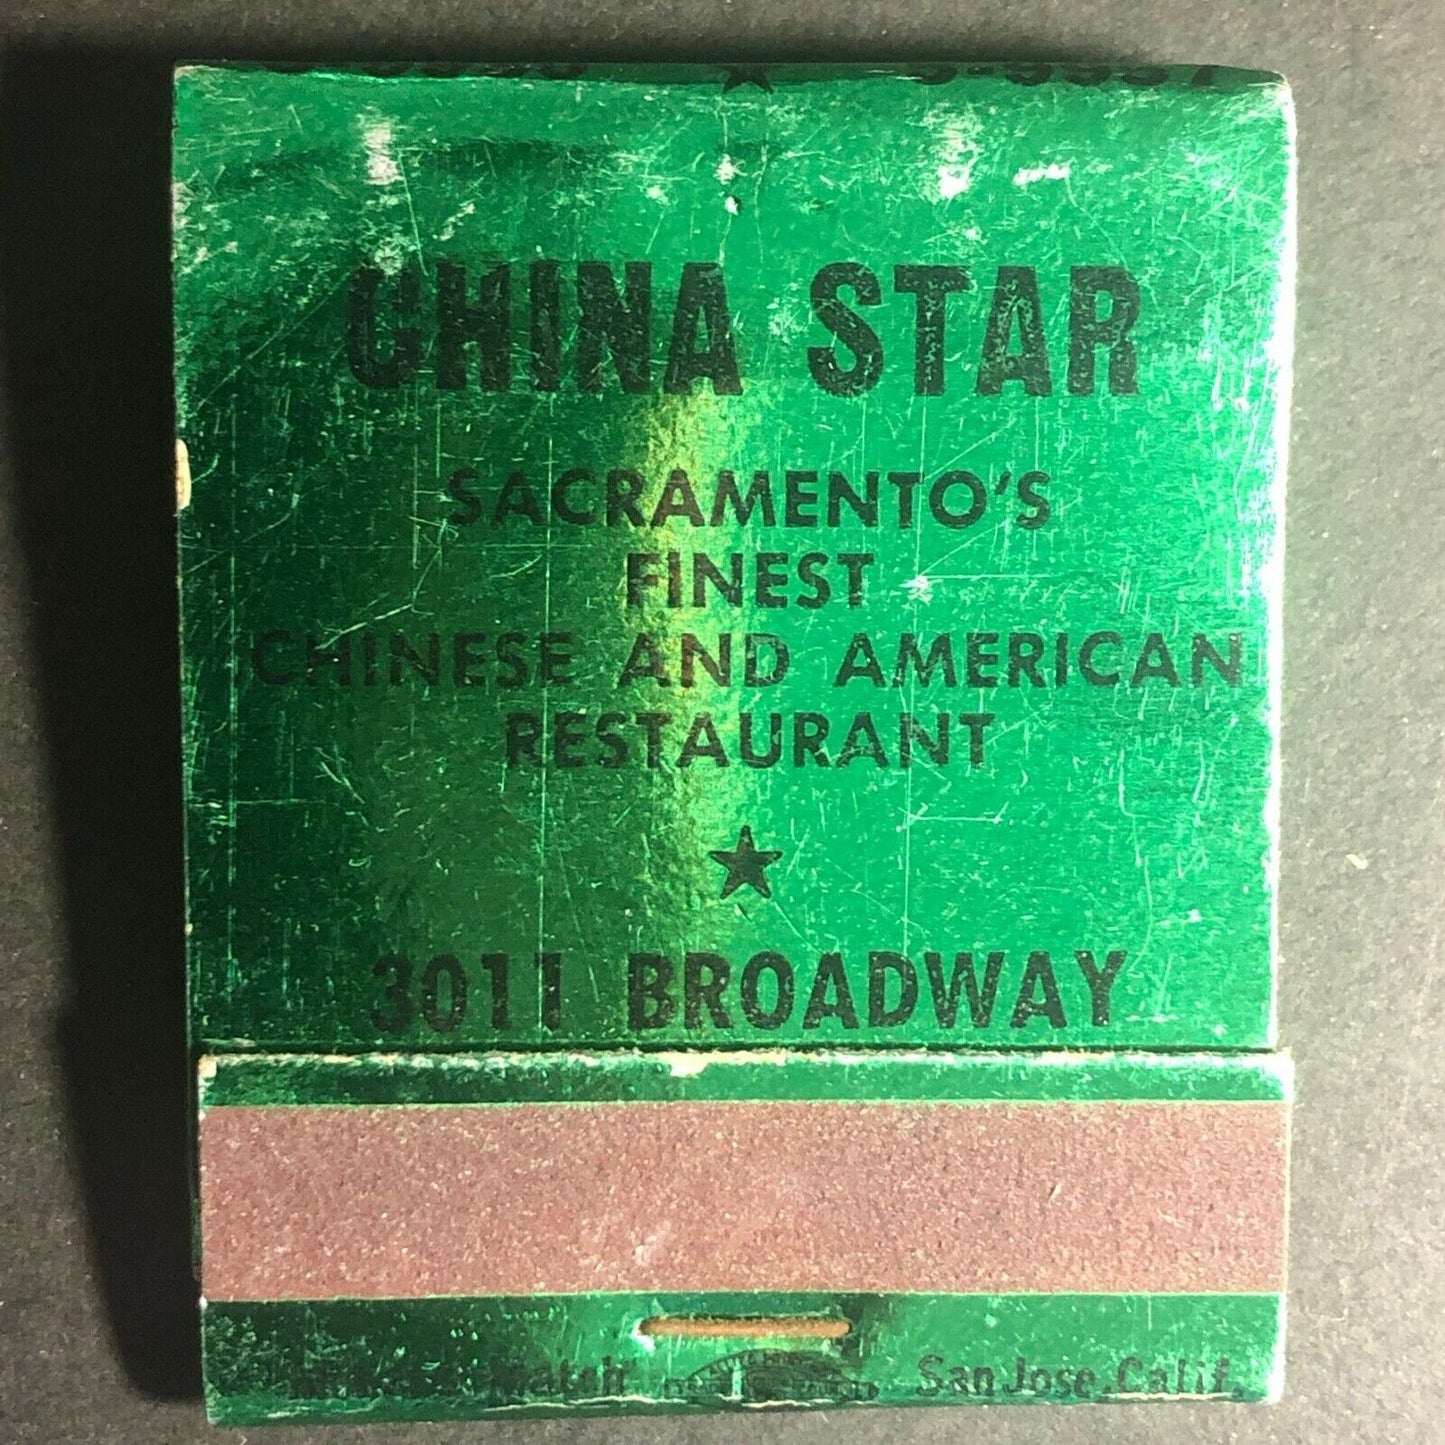 CHINA STAR
SACRAMENTO'S
FINEST
CHINESE AND AMERICAN
RESTAURANT
★
3011 BROADWAY
San Jose, Calif.